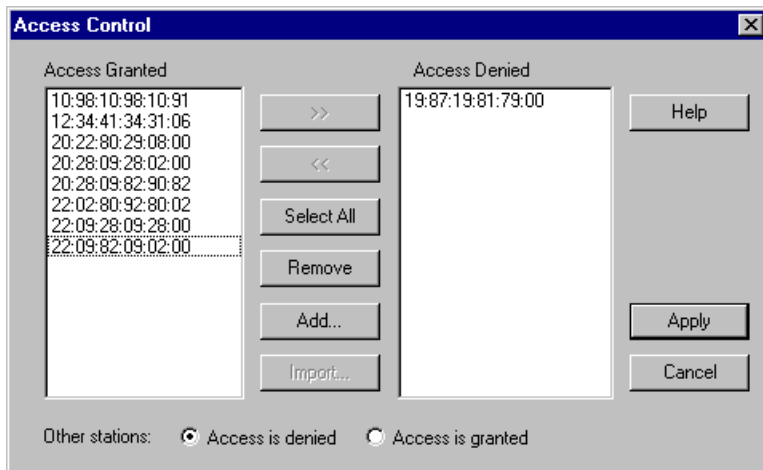 Access Control
Access Granted
10:98:10:98:10:91
12:34:41:34:31:06
20:22:80:29:08:00
20:28:09:28:02:00
20:28:09:82:90:82
22:02:80:92:80:02
22:09:28:09:28:00
22:09:82:09:02:00
>>
<<
Select All
Remove
Add...
Import...
Access Denied
19:87:19:81:79:00
Help
Apply
Cancel
Other stations: Access is denied Access is granted